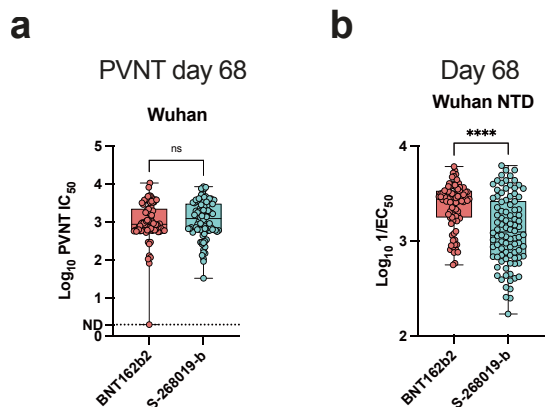 a
PVNT day 68
Wuhan
ns
5
4
3
2
1
ND
0
Log10 PVNT IC50
BNT162b2
S-268019-b
b
Day 68
Wuhan NTD
****
4
3
2
Log10 1/EC50
BNT162b2
S-268019-b